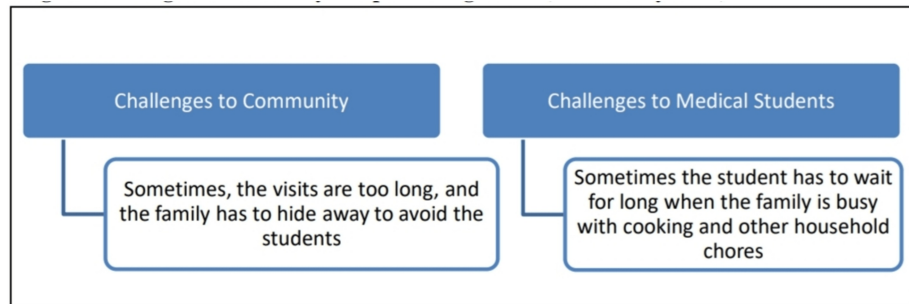 Challenges to Community
Challenges to Medical Students
Sometimes, the visits are too long, and
the family has to hide away to avoid the
students
Sometimes the student has to wait
for long when the family is busy
with cooking and other household
chores